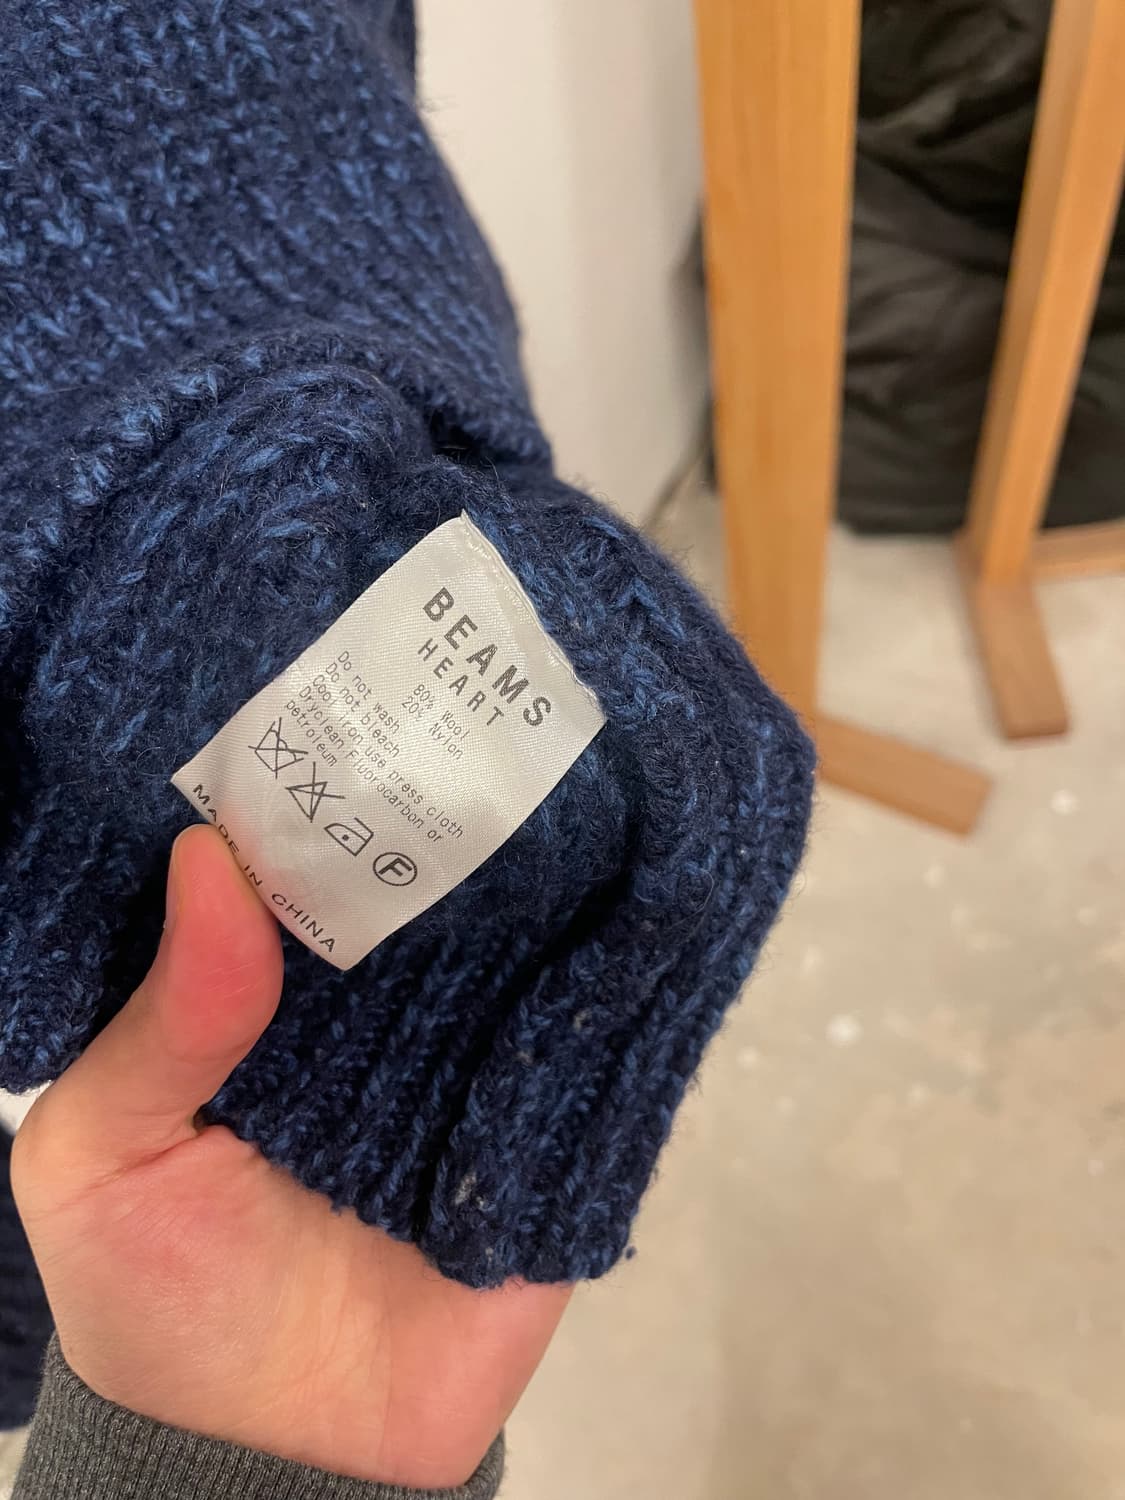 BEAMS
HEART
80% Wool
20% Nylon
Do not wash
Do not bleach
Cool iron use press cloth
Dryclean Fluorocarbon or
petroleum
F
MADE IN CHINA